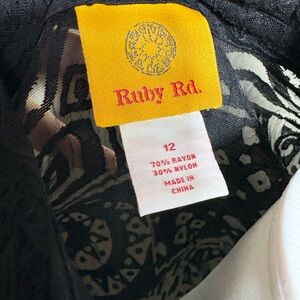 Ruby Rd.
12
70% RAYON
30% NYLON
MADE IN
CHINA